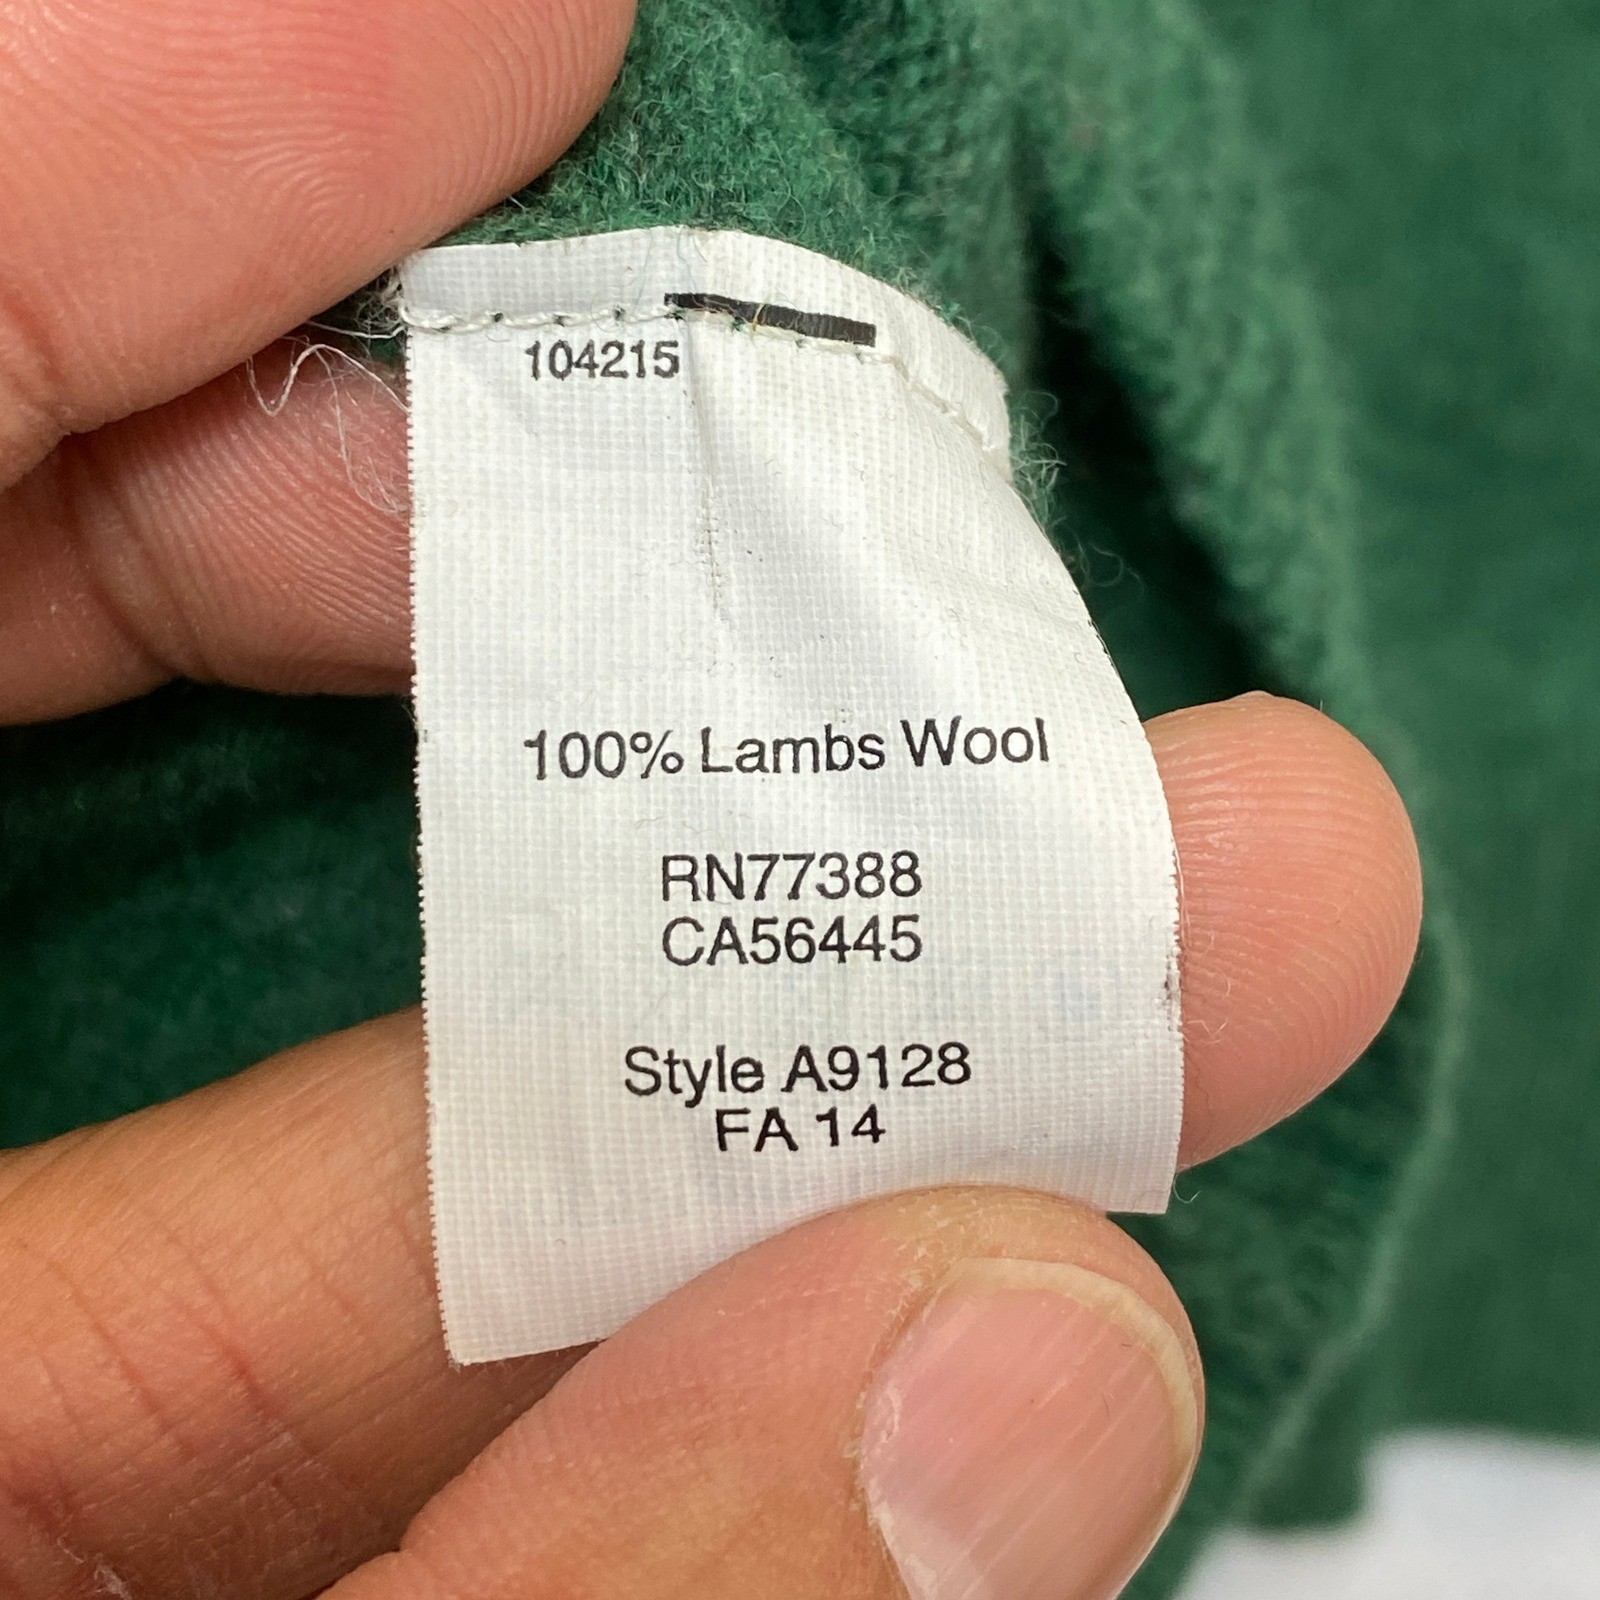 104215
100% Lambs Wool
RN77388
CA56445
Style A9128
FA 14